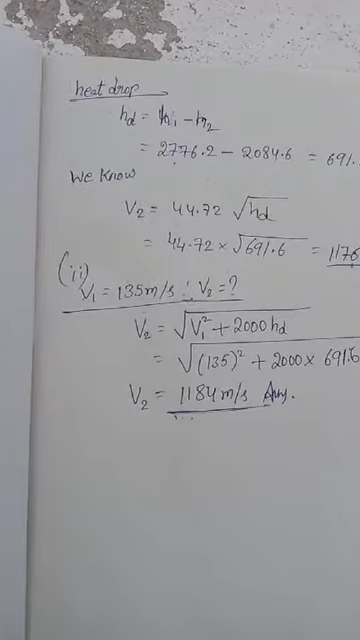 heat drop
hd = h1 - h2
= 2776.2 - 2084.6 = 691.
We know
V2 = 44.72 √hd
= 44.72 × √691.6 = 1176
(ii)
V1 = 135 m/s ∴ V2 = ?
V2 = √V1² + 2000 hd
= √(135)² + 2000 × 691.6
V2 = 1184 m/s Ans.